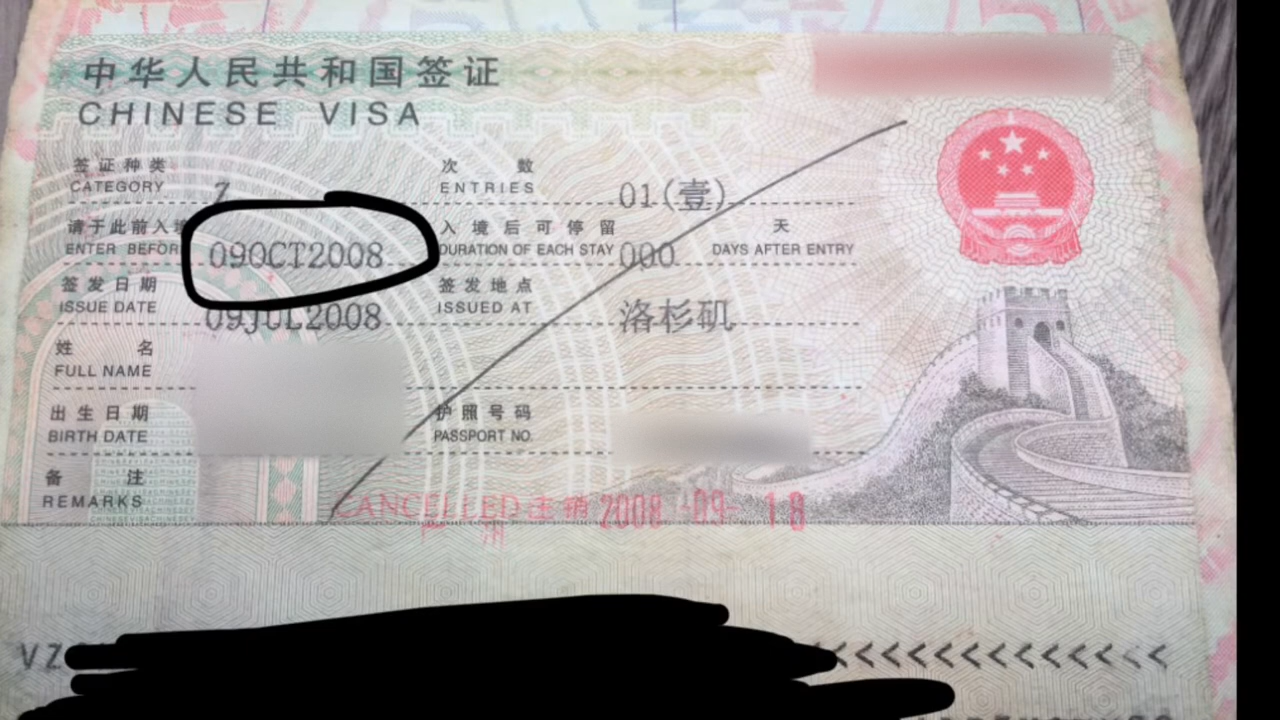 中华人民共和国签证
CHINESE VISA
签证种类 次数
CATEGORY Z ENTRIES 01(壹)
请于此前入境 入境后可停留 天
ENTER BEFOR 09OCT2008 DURATION OF EACH STAY 000 DAYS AFTER ENTRY
签发日期 签发地点
ISSUE DATE 09JUL2008 ISSUED AT 洛杉矶
姓名
FULL NAME
出生日期 护照号码
BIRTH DATE PASSPORT NO.
备注
REMARKS
CANCELLED 注销 2008-09-18
VZ <<<<<<<<<<<<